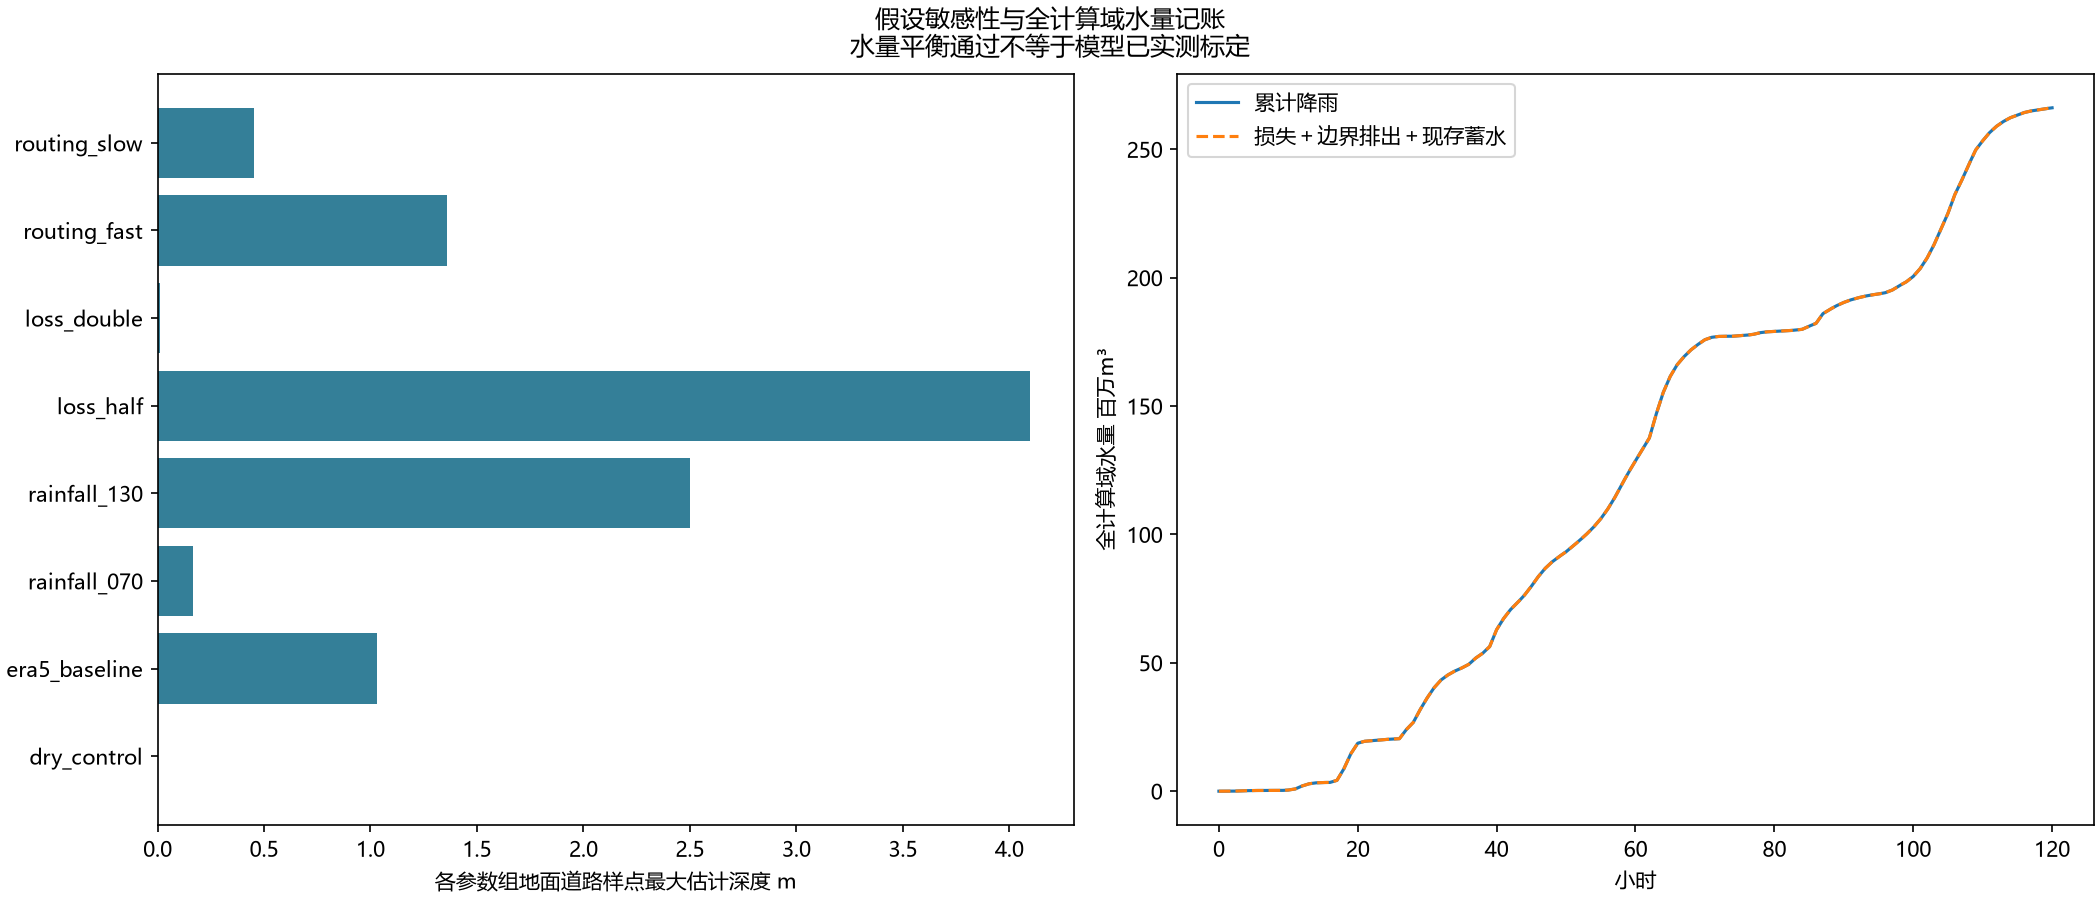 假设敏感性与全计算域水量记账
水量平衡通过不等于模型已实测标定
routing_slow
routing_fast
loss_double
loss_half
rainfall_130
rainfall_070
era5_baseline
dry_control
0.0 0.5 1.0 1.5 2.0 2.5 3.0 3.5 4.0
各参数组地面道路样点最大估计深度 m
累计降雨
损失＋边界排出＋现存蓄水
全计算域水量 百万m³
250
200
150
100
50
0
0 20 40 60 80 100 120
小时